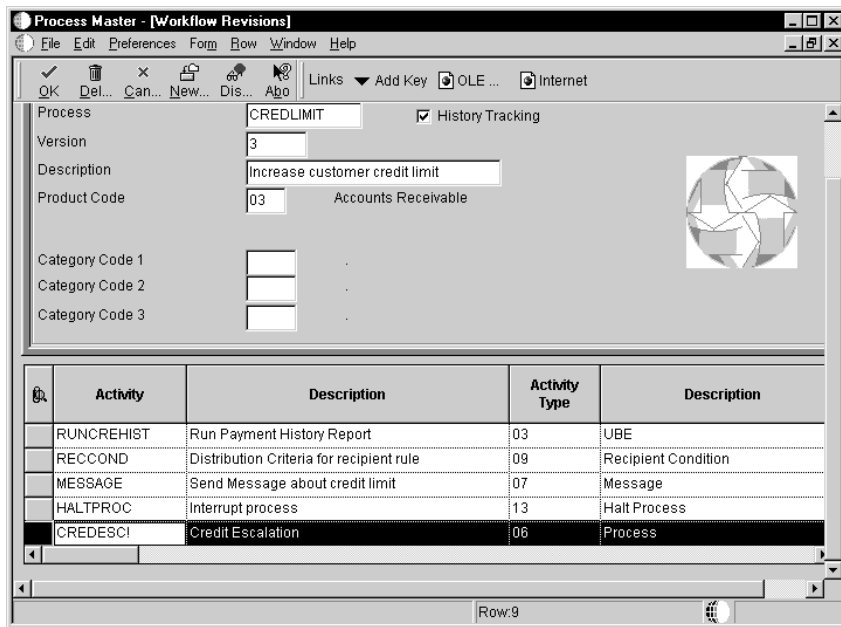 Process Master - [Workflow Revisions]
File Edit Preferences Form Row Window Help
OK Del... Can... New... Dis... Abo Links Add Key OLE ... Internet
Process CREDLIMIT History Tracking
Version 3
Description Increase customer credit limit
Product Code 03 Accounts Receivable
Category Code 1 .
Category Code 2 .
Category Code 3 .
Activity Description Activity Type Description
RUNCREHIST Run Payment History Report 03 UBE
RECCOND Distribution Criteria for recipient rule 09 Recipient Condition
MESSAGE Send Message about credit limit 07 Message
HALTPROC Interrupt process 13 Halt Process
CREDESC! Credit Escalation 06 Process
Row:9